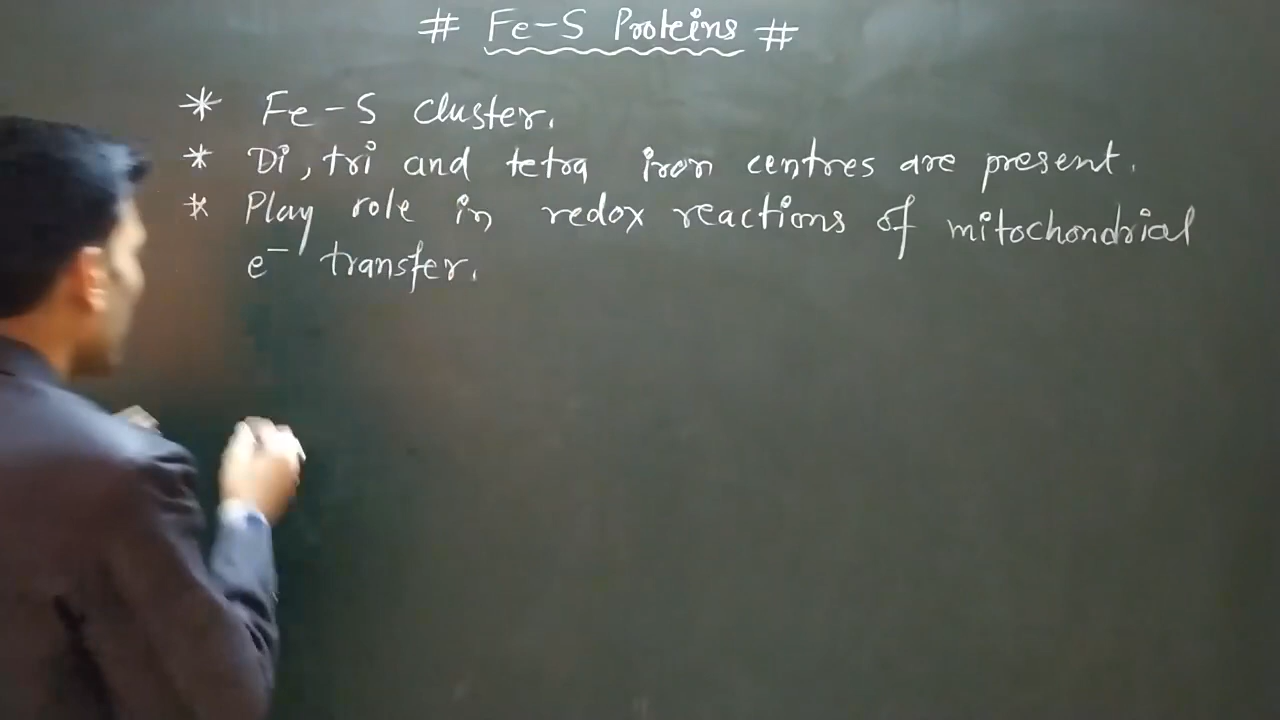 # Fe-S Proteins #
* Fe-S cluster.
* Di, tri and tetra iron centres are present.
* Play role in redox reactions of mitochondrial
e⁻ transfer.